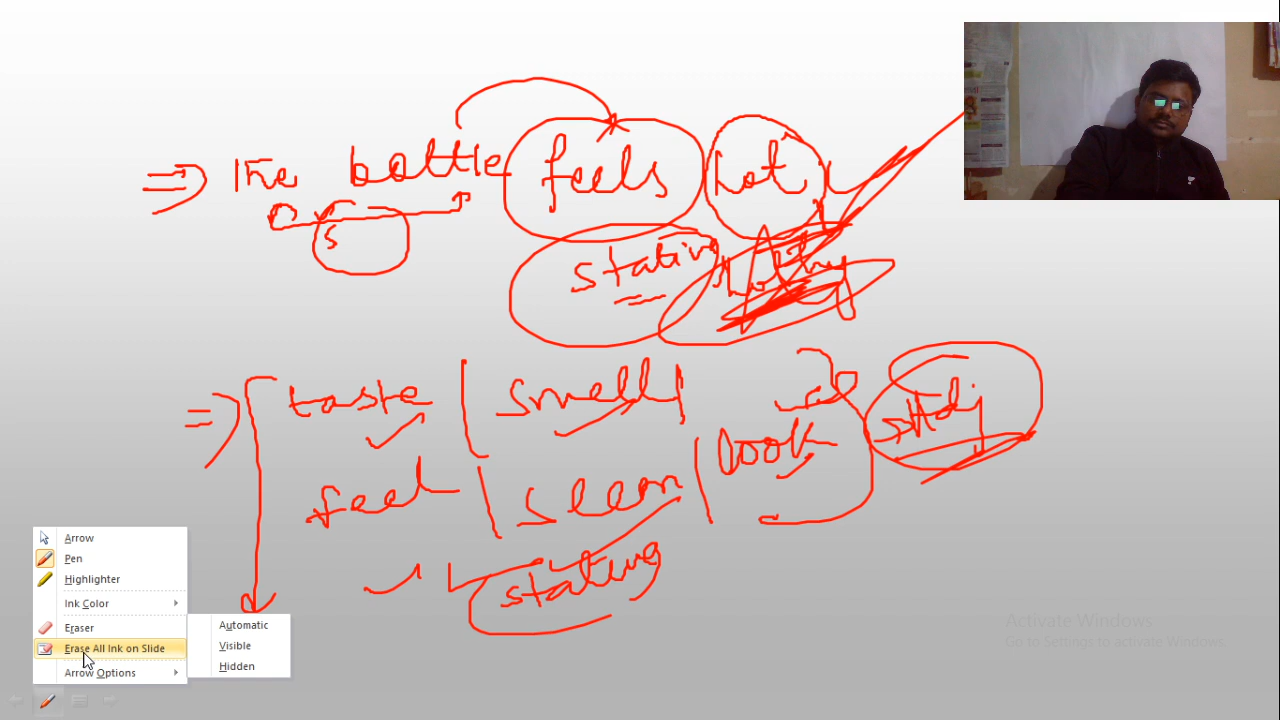 => The bottle feels hot
s
stative
=> taste | smell |
feel | seem | look
stative
Arrow
Pen
Highlighter
Ink Color
Eraser
Erase All Ink on Slide
Arrow Options
Automatic
Visible
Hidden
Activate Windows
Go to Settings to activate Windows.